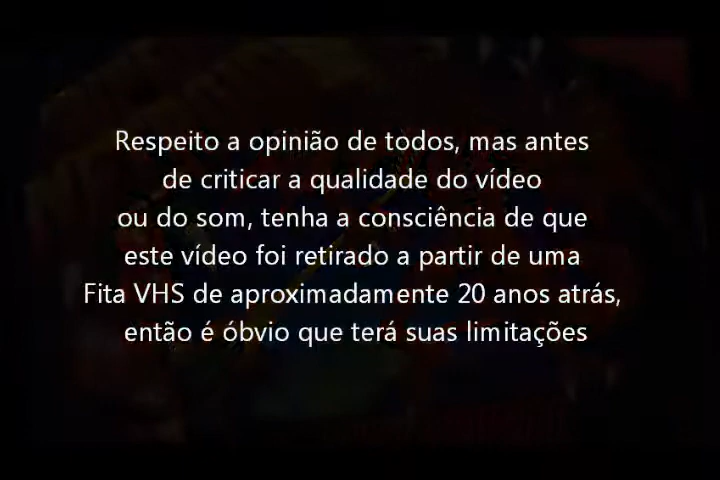 Respeito a opinião de todos, mas antes
de criticar a qualidade do vídeo
ou do som, tenha a consciência de que
este vídeo foi retirado a partir de uma
Fita VHS de aproximadamente 20 anos atrás,
então é óbvio que terá suas limitações